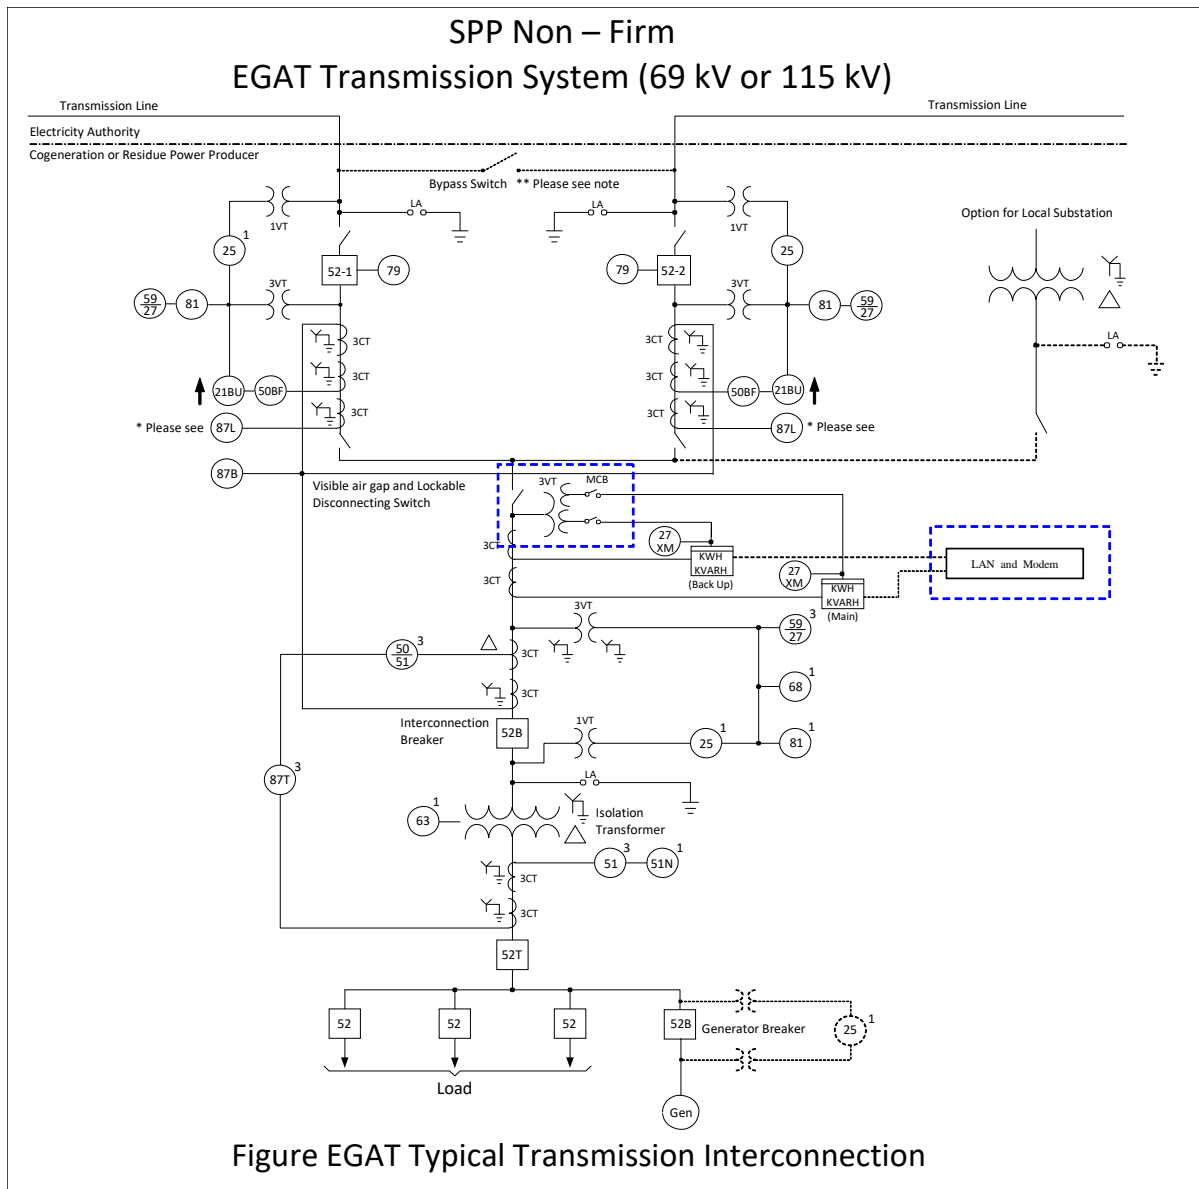 SPP Non – Firm
EGAT Transmission System (69 kV or 115 kV)
Transmission Line
Transmission Line
Electricity Authority
Cogeneration or Residue Power Producer
Bypass Switch ** Please see note
LA
LA
1VT
1VT
Option for Local Substation
25 1
25
52-1
79
79
52-2
3VT
3VT
59
27
81
81
59
27
3CT
3CT
LA
3CT
3CT
21BU
50BF
50BF
21BU
3CT
3CT
* Please see
87L
87L
* Please see
87B
Visible air gap and Lockable
Disconnecting Switch
3VT
MCB
3CT
27
XM
KWH
KVARH
(Back Up)
LAN and Modem
3CT
27
XM
KWH
KVARH
(Main)
3VT
59
27
3
50
51
3
3CT
68 1
3CT
Interconnection
Breaker
52B
1VT
25 1
81 1
87T 3
LA
63 1
Isolation
Transformer
51 3
51N 1
3CT
3CT
52T
52
52
52
52B
Generator Breaker
25 1
Load
Gen
Figure EGAT Typical Transmission Interconnection